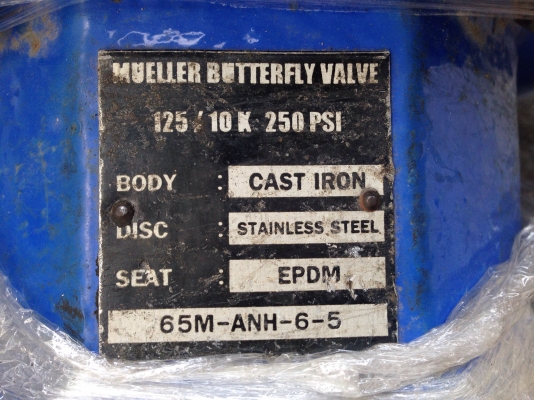 MUELLER BUTTERFLY VALVE
125 / 10 K 250 PSI
BODY : CAST IRON
DISC : STAINLESS STEEL
SEAT : EPDM
65M-ANH-6-5